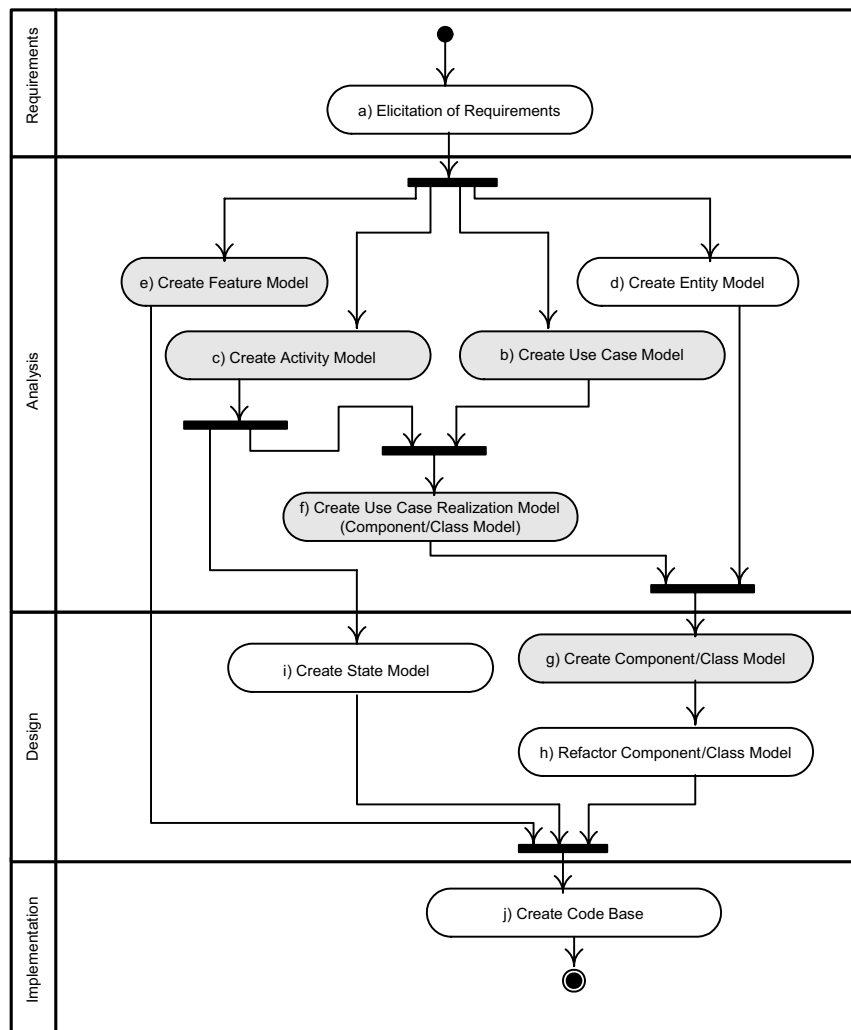 Requirements
a) Elicitation of Requirements
Analysis
e) Create Feature Model
d) Create Entity Model
c) Create Activity Model
b) Create Use Case Model
f) Create Use Case Realization Model
(Component/Class Model)
Design
i) Create State Model
g) Create Component/Class Model
h) Refactor Component/Class Model
Implementation
j) Create Code Base